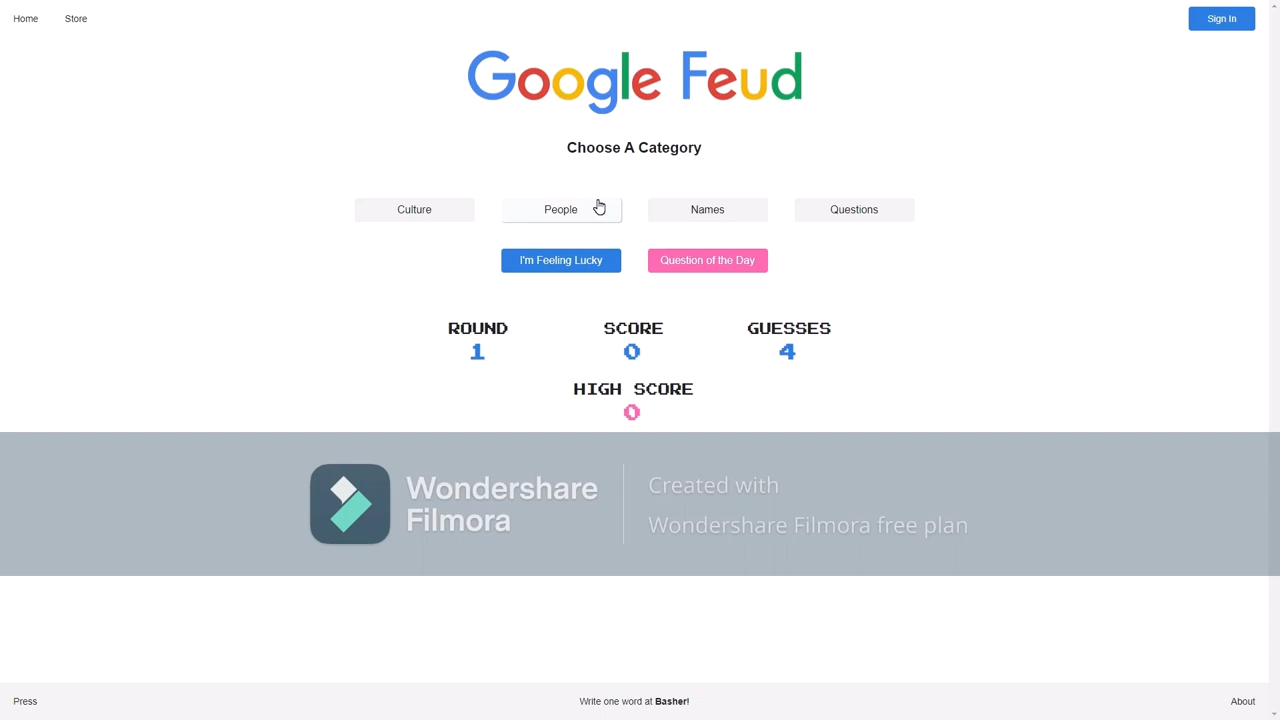 Home Store Sign In
Google Feud
Choose A Category
Culture People Names Questions
I'm Feeling Lucky Question of the Day
ROUND SCORE GUESSES
1 0 4
HIGH SCORE
0
Wondershare Filmora
Created with
Wondershare Filmora free plan
Press Write one word at Basher! About